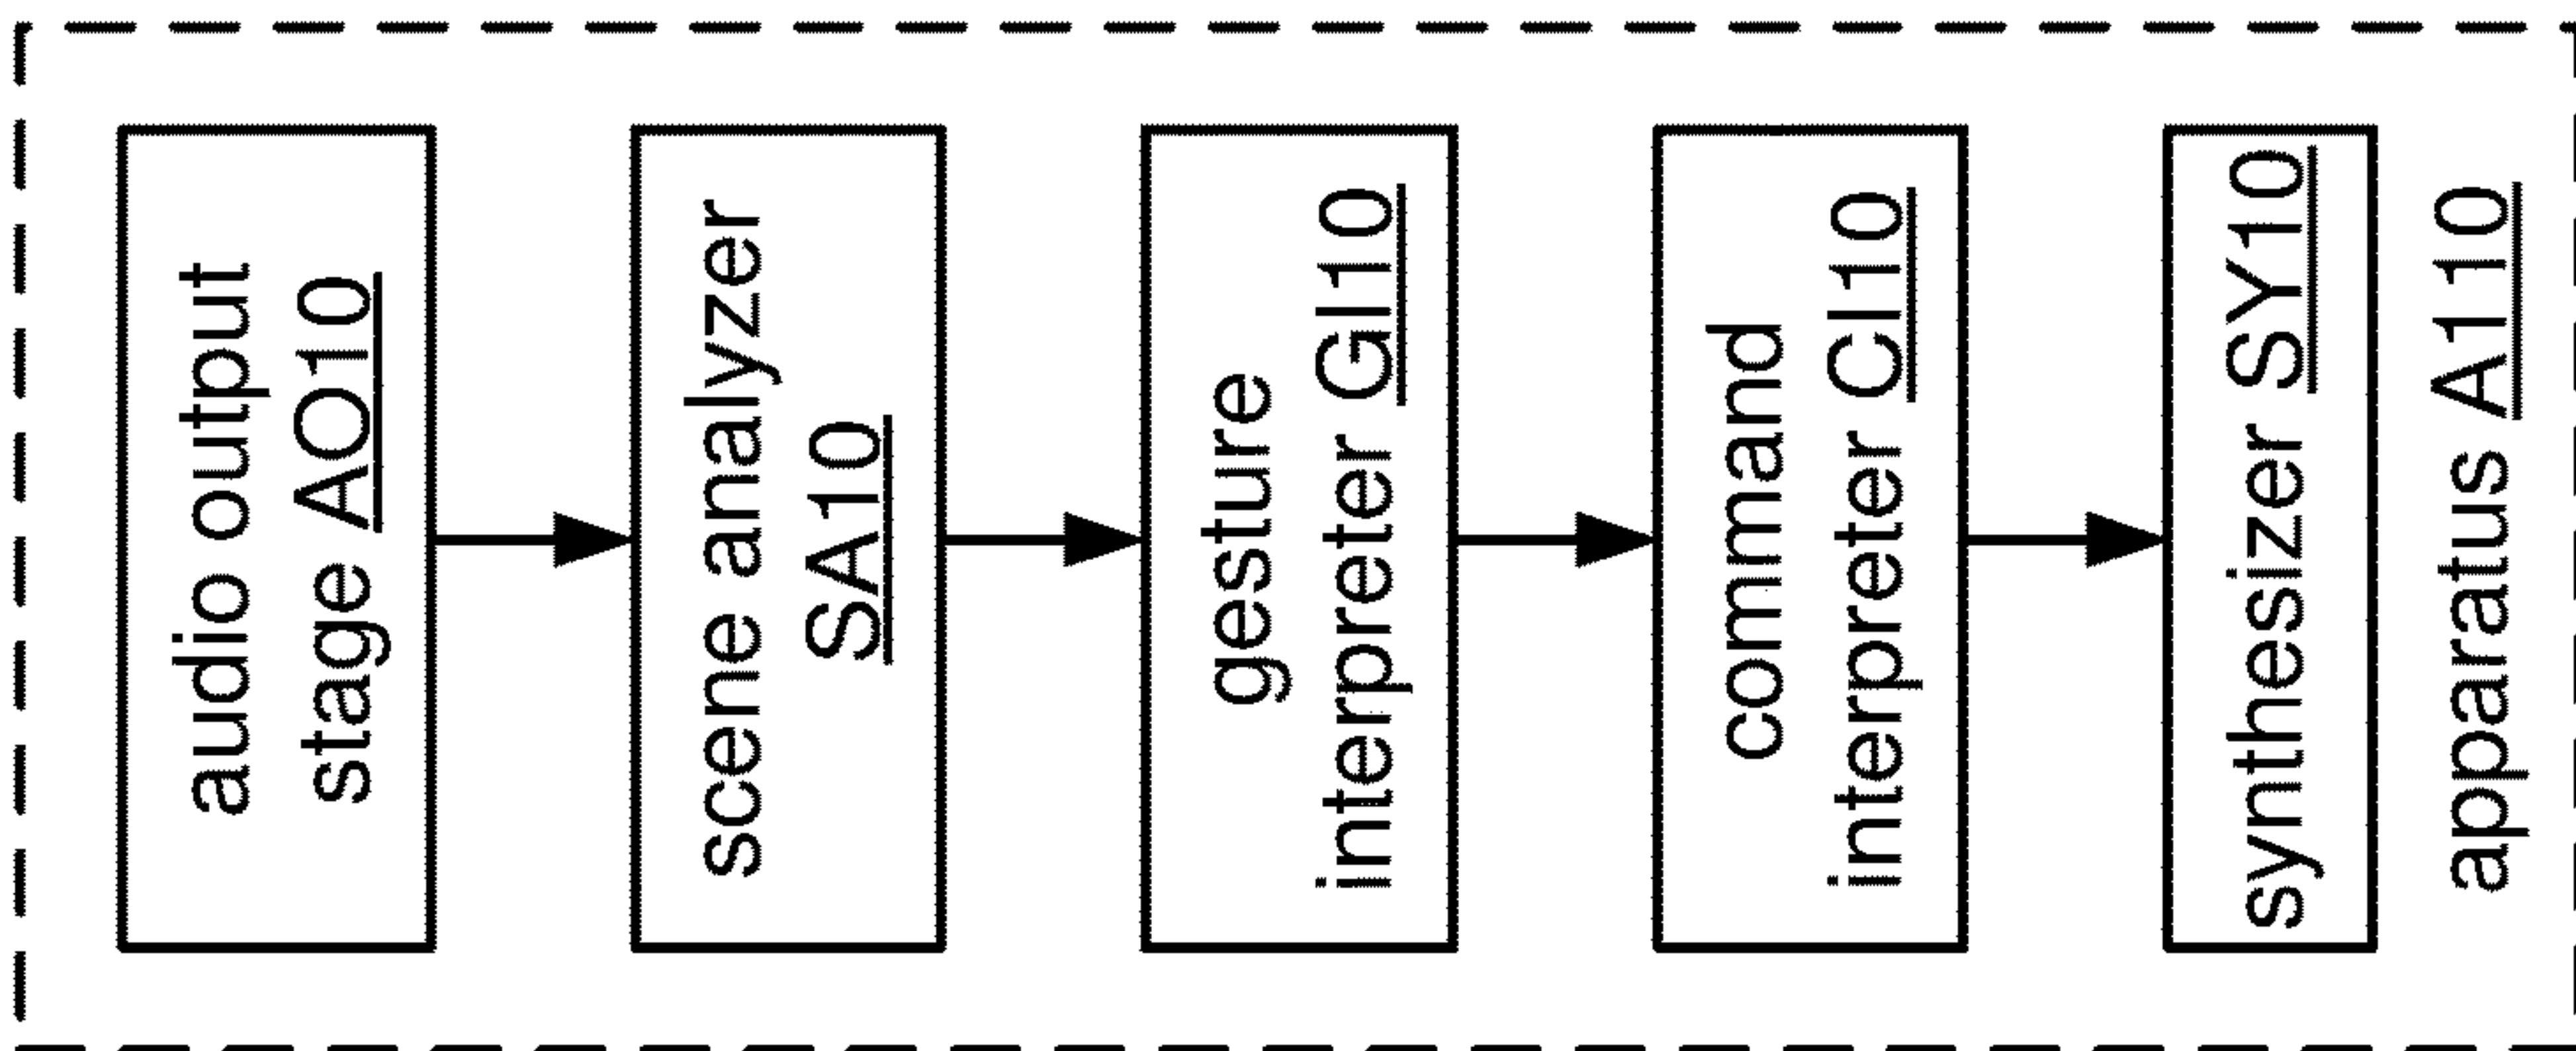 audio output
stage AO10
scene analyzer
SA10
gesture
interpreter GI10
command
interpreter CI10
synthesizer SY10
apparatus A110